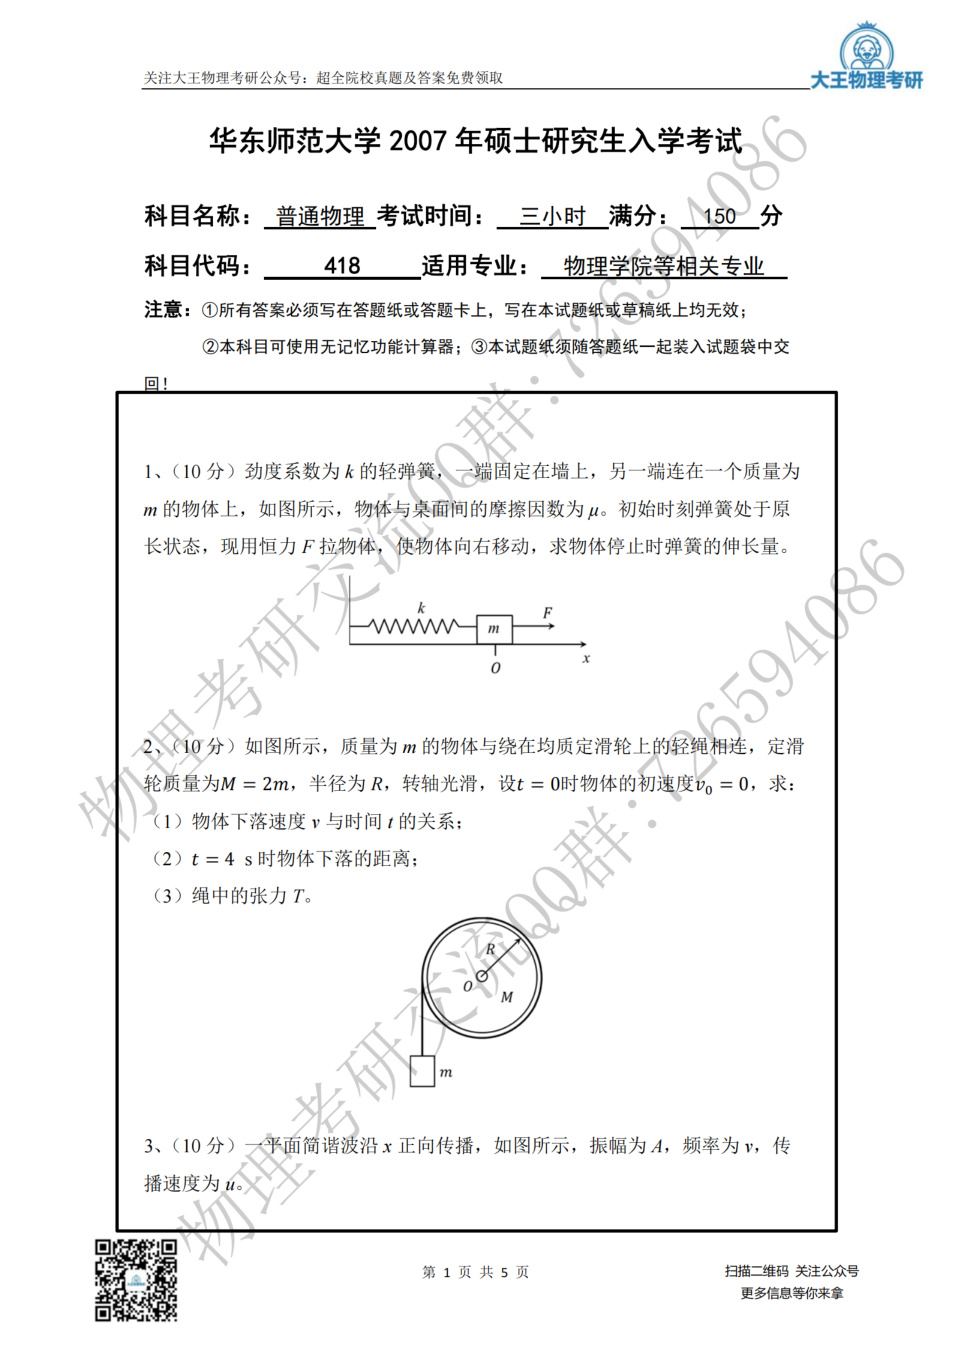 关注大王物理考研公众号：超全院校真题及答案免费领取
大王物理考研
华东师范大学 2007 年硕士研究生入学考试
科目名称： 普通物理 考试时间： 三小时 满分： 150 分
科目代码： 418 适用专业： 物理学院等相关专业
注意：①所有答案必须写在答题纸或答题卡上，写在本试题纸或草稿纸上均无效；
②本科目可使用无记忆功能计算器；③本试题纸须随答题纸一起装入试题袋中交
回！
1、（10 分）劲度系数为 k 的轻弹簧，一端固定在墙上，另一端连在一个质量为
m 的物体上，如图所示，物体与桌面间的摩擦因数为 μ。初始时刻弹簧处于原
长状态，现用恒力 F 拉物体，使物体向右移动，求物体停止时弹簧的伸长量。
k
F
m
O
x
2、（10 分）如图所示，质量为 m 的物体与绕在均质定滑轮上的轻绳相连，定滑
轮质量为M = 2m，半径为 R，转轴光滑，设t = 0时物体的初速度v₀ = 0，求：
（1）物体下落速度 v 与时间 t 的关系；
（2）t = 4 s 时物体下落的距离；
（3）绳中的张力 T。
R
O
M
m
3、（10 分）一平面简谐波沿 x 正向传播，如图所示，振幅为 A，频率为 ν，传
播速度为 u。
物理考研交流QQ群：726594086
物理考研交流QQ群：726594086
大王物理考研
第 1 页 共 5 页
扫描二维码 关注公众号
更多信息等你来拿